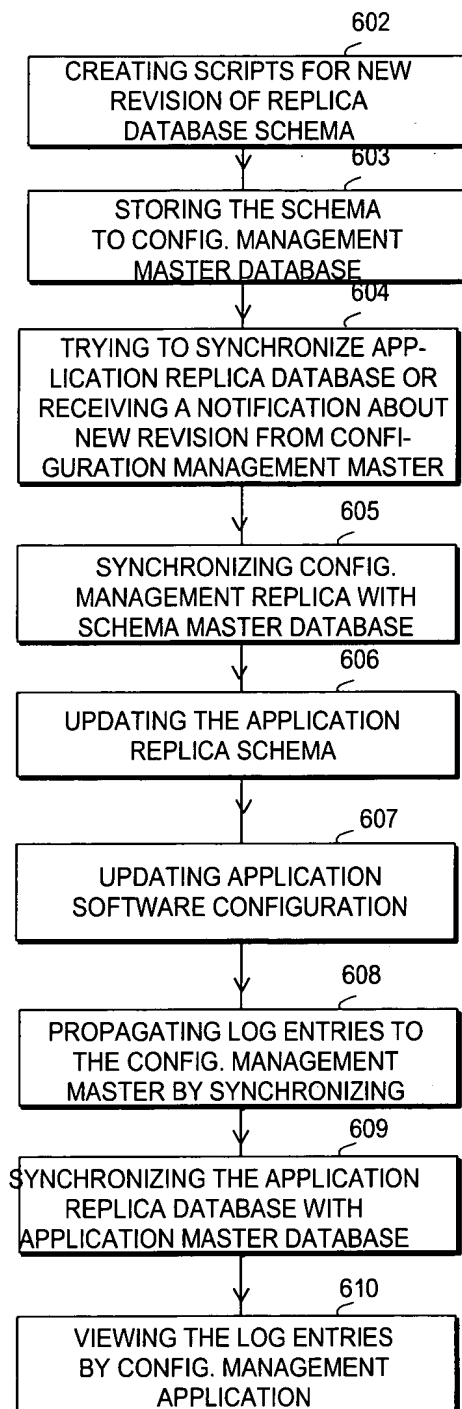 602
CREATING SCRIPTS FOR NEW
REVISION OF REPLICA
DATABASE SCHEMA
603
STORING THE SCHEMA
TO CONFIG. MANAGEMENT
MASTER DATABASE
604
TRYING TO SYNCHRONIZE APP-
LICATION REPLICA DATABASE OR
RECEIVING A NOTIFICATION ABOUT
NEW REVISION FROM CONFI-
GURATION MANAGEMENT MASTER
605
SYNCHRONIZING CONFIG.
MANAGEMENT REPLICA WITH
SCHEMA MASTER DATABASE
606
UPDATING THE APPLICATION
REPLICA SCHEMA
607
UPDATING APPLICATION
SOFTWARE CONFIGURATION
608
PROPAGATING LOG ENTRIES TO
THE CONFIG. MANAGEMENT
MASTER BY SYNCHRONIZING
609
SYNCHRONIZING THE APPLICATION
REPLICA DATABASE WITH
APPLICATION MASTER DATABASE
610
VIEWING THE LOG ENTRIES
BY CONFIG. MANAGEMENT
APPLICATION